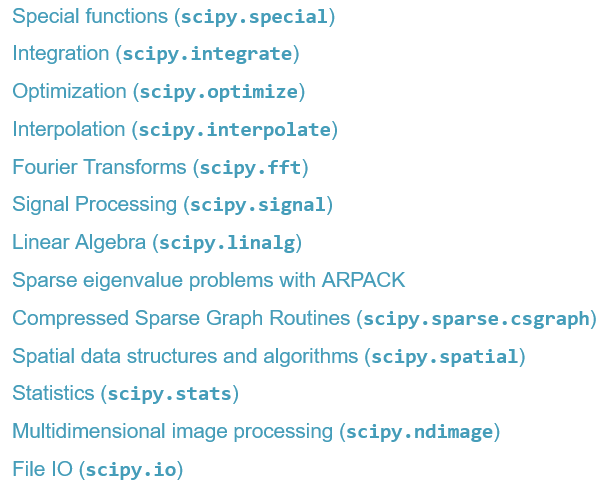 Special functions (scipy.special)
Integration (scipy.integrate)
Optimization (scipy.optimize)
Interpolation (scipy.interpolate)
Fourier Transforms (scipy.fft)
Signal Processing (scipy.signal)
Linear Algebra (scipy.linalg)
Sparse eigenvalue problems with ARPACK
Compressed Sparse Graph Routines (scipy.sparse.csgraph)
Spatial data structures and algorithms (scipy.spatial)
Statistics (scipy.stats)
Multidimensional image processing (scipy.ndimage)
File IO (scipy.io)